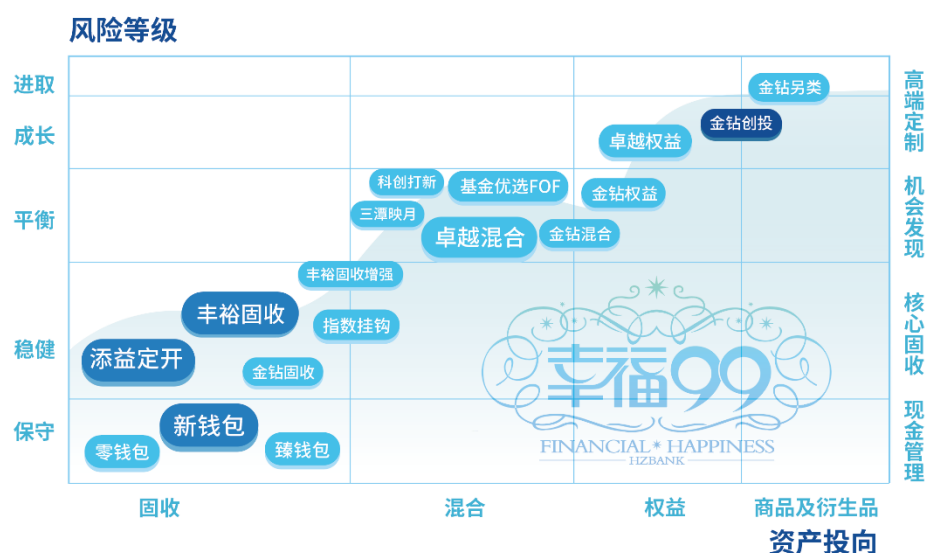 风险等级
进取
成长
平衡
稳健
保守
金钻另类
金钻创投
卓越权益
科创打新
基金优选FOF
金钻权益
三潭映月
卓越混合
金钻混合
丰裕固收增强
丰裕固收
指数挂钩
添益定开
金钻固收
新钱包
零钱包
臻钱包
幸福99
FINANCIAL*HAPPINESS
HZBANK
高端定制
机会发现
核心固收
现金管理
固收
混合
权益
商品及衍生品
资产投向